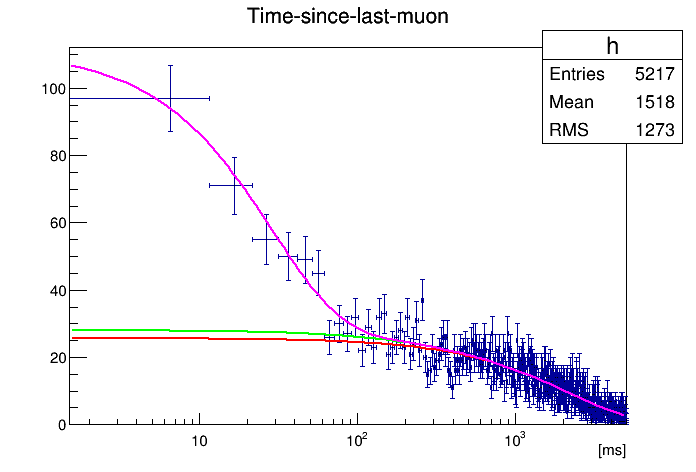 Time-since-last-muon
h
Entries 5217
Mean 1518
RMS 1273
100
80
60
40
20
0
10 10² 10³
[ms]